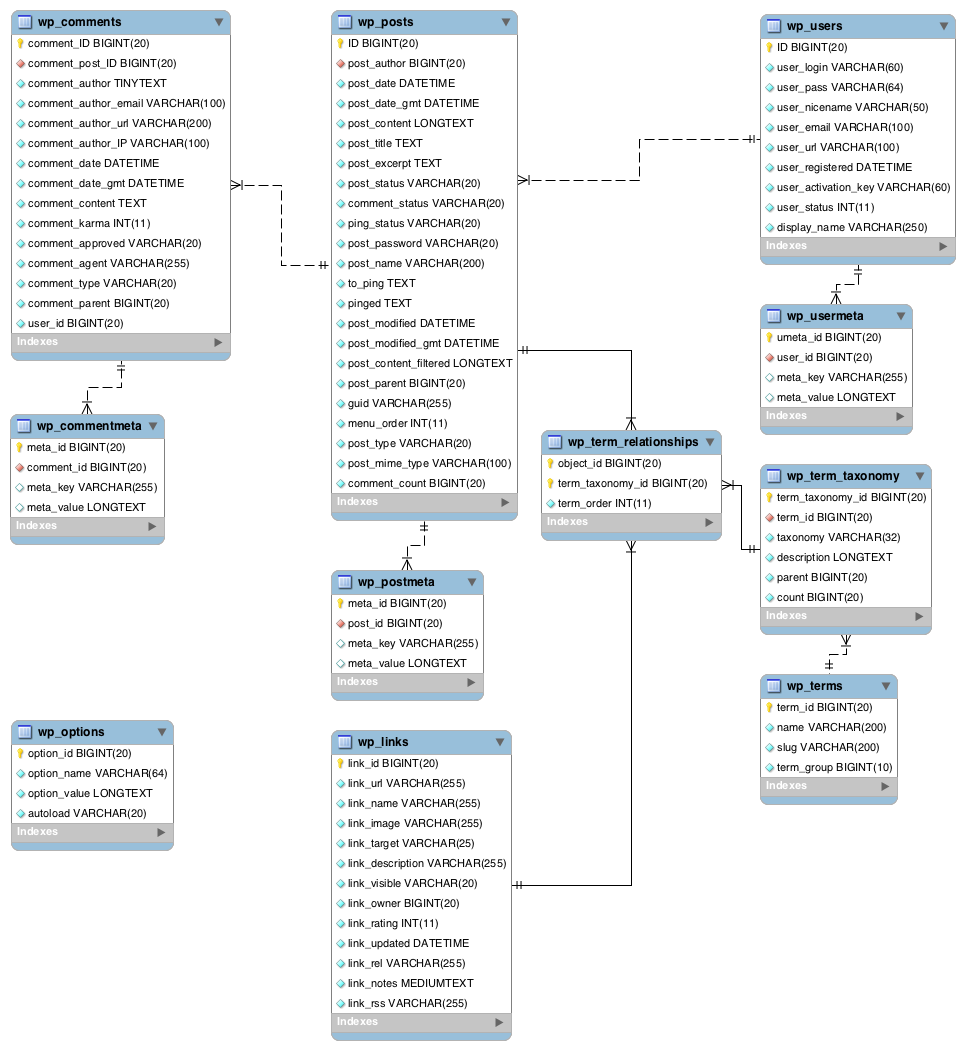 wp_comments
comment_ID BIGINT(20)
comment_post_ID BIGINT(20)
comment_author TINYTEXT
comment_author_email VARCHAR(100)
comment_author_url VARCHAR(200)
comment_author_IP VARCHAR(100)
comment_date DATETIME
comment_date_gmt DATETIME
comment_content TEXT
comment_karma INT(11)
comment_approved VARCHAR(20)
comment_agent VARCHAR(255)
comment_type VARCHAR(20)
comment_parent BIGINT(20)
user_id BIGINT(20)
Indexes
wp_commentmeta
meta_id BIGINT(20)
comment_id BIGINT(20)
meta_key VARCHAR(255)
meta_value LONGTEXT
Indexes
wp_options
option_id BIGINT(20)
option_name VARCHAR(64)
option_value LONGTEXT
autoload VARCHAR(20)
Indexes
wp_posts
ID BIGINT(20)
post_author BIGINT(20)
post_date DATETIME
post_date_gmt DATETIME
post_content LONGTEXT
post_title TEXT
post_excerpt TEXT
post_status VARCHAR(20)
comment_status VARCHAR(20)
ping_status VARCHAR(20)
post_password VARCHAR(20)
post_name VARCHAR(200)
to_ping TEXT
pinged TEXT
post_modified DATETIME
post_modified_gmt DATETIME
post_content_filtered LONGTEXT
post_parent BIGINT(20)
guid VARCHAR(255)
menu_order INT(11)
post_type VARCHAR(20)
post_mime_type VARCHAR(100)
comment_count BIGINT(20)
Indexes
wp_postmeta
meta_id BIGINT(20)
post_id BIGINT(20)
meta_key VARCHAR(255)
meta_value LONGTEXT
Indexes
wp_links
link_id BIGINT(20)
link_url VARCHAR(255)
link_name VARCHAR(255)
link_image VARCHAR(255)
link_target VARCHAR(25)
link_description VARCHAR(255)
link_visible VARCHAR(20)
link_owner BIGINT(20)
link_rating INT(11)
link_updated DATETIME
link_rel VARCHAR(255)
link_notes MEDIUMTEXT
link_rss VARCHAR(255)
Indexes
wp_term_relationships
object_id BIGINT(20)
term_taxonomy_id BIGINT(20)
term_order INT(11)
Indexes
wp_users
ID BIGINT(20)
user_login VARCHAR(60)
user_pass VARCHAR(64)
user_nicename VARCHAR(50)
user_email VARCHAR(100)
user_url VARCHAR(100)
user_registered DATETIME
user_activation_key VARCHAR(60)
user_status INT(11)
display_name VARCHAR(250)
Indexes
wp_usermeta
umeta_id BIGINT(20)
user_id BIGINT(20)
meta_key VARCHAR(255)
meta_value LONGTEXT
Indexes
wp_term_taxonomy
term_taxonomy_id BIGINT(20)
term_id BIGINT(20)
taxonomy VARCHAR(32)
description LONGTEXT
parent BIGINT(20)
count BIGINT(20)
Indexes
wp_terms
term_id BIGINT(20)
name VARCHAR(200)
slug VARCHAR(200)
term_group BIGINT(10)
Indexes